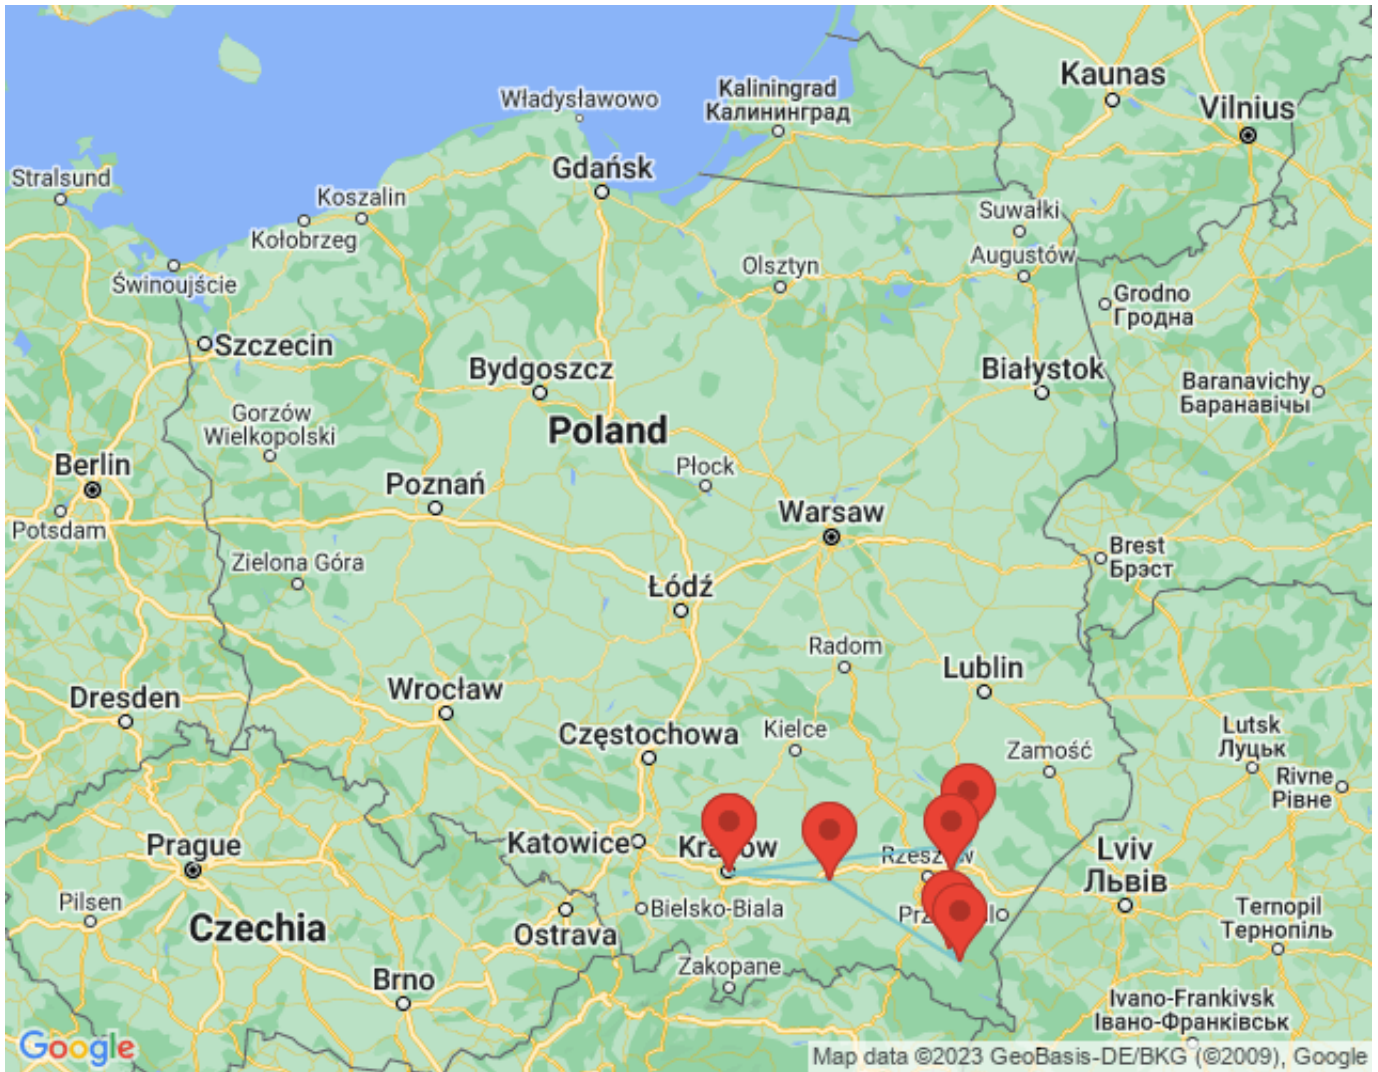 Kaunas
Vilnius
Kaliningrad
Калининград
Władysławowo
Gdańsk
Stralsund
Koszalin
Kołobrzeg
Suwałki
Augustów
Olsztyn
Świnoujście
Grodno
Гродна
Szczecin
Bydgoszcz
Białystok
Baranavichy
Баранавічы
Gorzów
Wielkopolski
Poland
Berlin
Płock
Poznań
Warsaw
Potsdam
Brest
Брэст
Zielona Góra
Łódź
Radom
Lublin
Wrocław
Dresden
Częstochowa
Kielce
Zamość
Lutsk
Луцьк
Rivne
Рівне
Prague
Katowice
Lviv
Львів
Pilsen
Bielsko-Biala
Ternopil
Тернопіль
Czechia
Ostrava
Zakopane
Brno
Ivano-Frankivsk
Івано-Франківськ
Google
Map data ©2023 GeoBasis-DE/BKG (©2009), Google